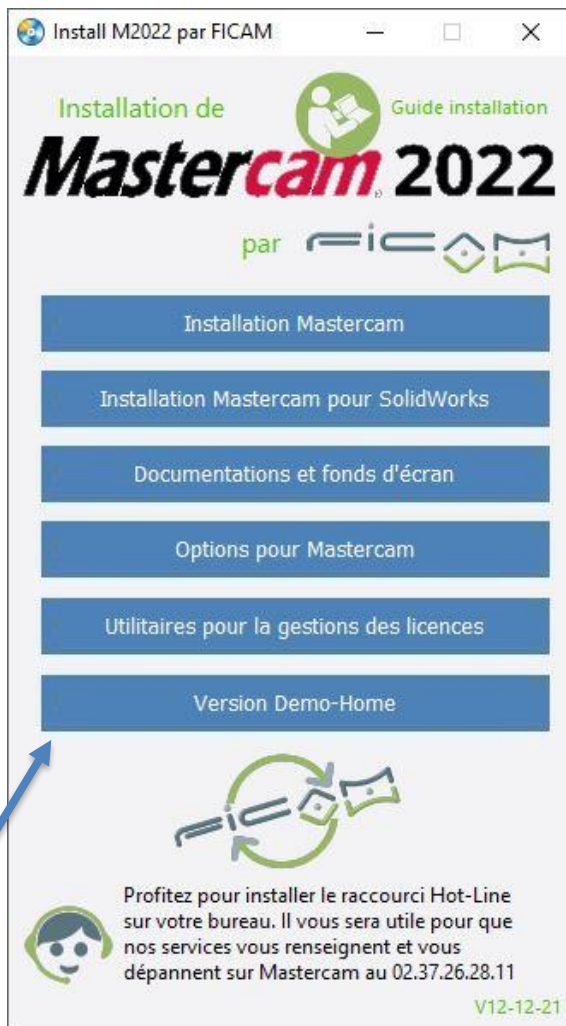 Install M2022 par FICAM
Installation de
Guide installation
Mastercam 2022
par FICAM
Installation Mastercam
Installation Mastercam pour SolidWorks
Documentations et fonds d'écran
Options pour Mastercam
Utilitaires pour la gestions des licences
Version Demo-Home
FICAM
Profitez pour installer le raccourci Hot-Line
sur votre bureau. Il vous sera utile pour que
nos services vous renseignent et vous
dépannent sur Mastercam au 02.37.26.28.11
V12-12-21